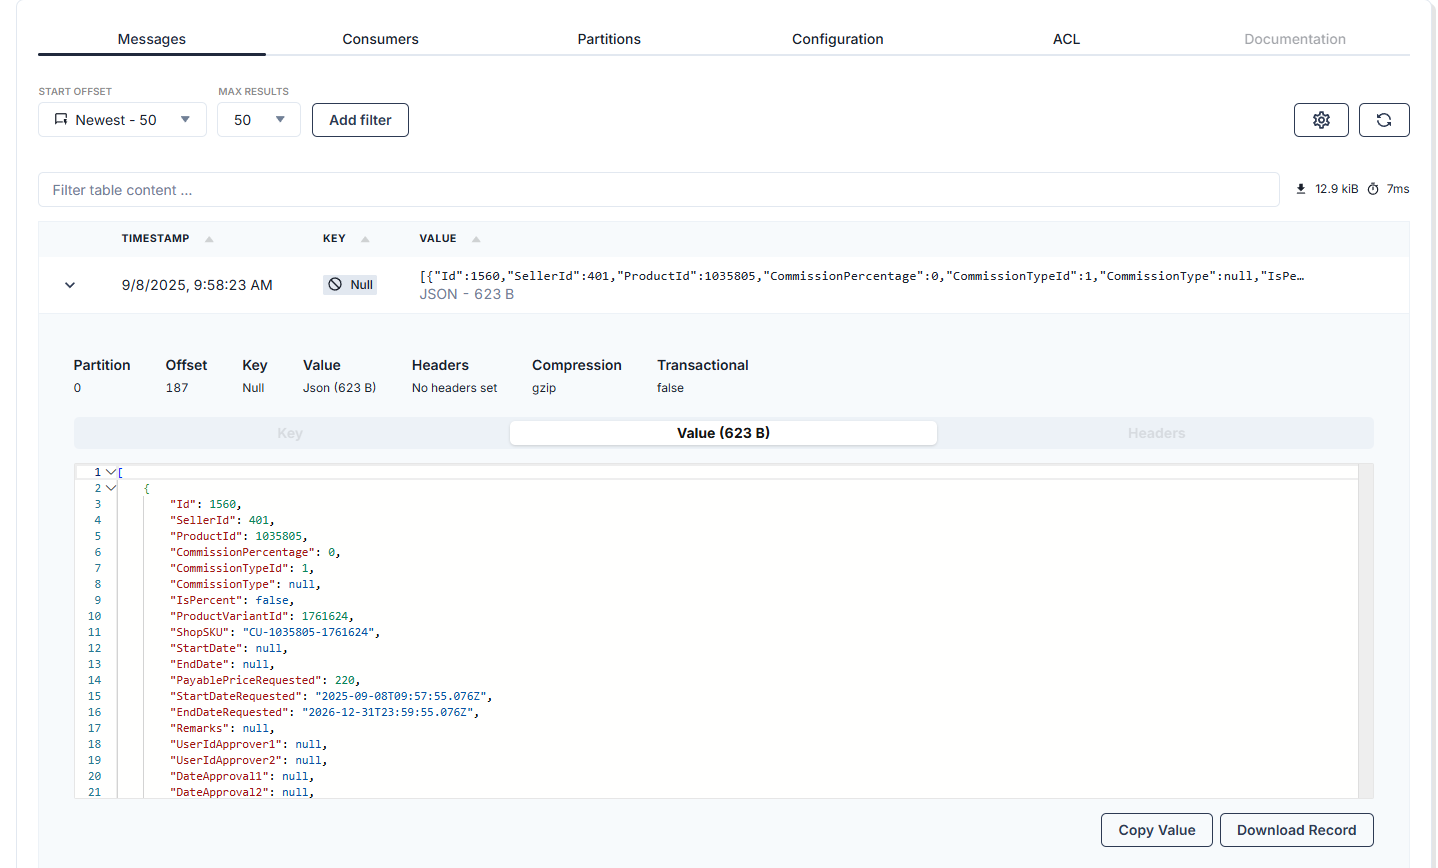 Messages Consumers Partitions Configuration ACL Documentation
START OFFSET MAX RESULTS
Newest - 50 50 Add filter
Filter table content ... 12.9 kiB 7ms
TIMESTAMP KEY VALUE
9/8/2025, 9:58:23 AM Null [{"Id":1560,"SellerId":401,"ProductId":1035805,"CommissionPercentage":0,"CommissionTypeId":1,"CommissionType":null,"IsPe…
JSON - 623 B
Partition Offset Key Value Headers Compression Transactional
0 187 Null Json (623 B) No headers set gzip false
Key Value (623 B) Headers
1 [
2 {
3 "Id": 1560,
4 "SellerId": 401,
5 "ProductId": 1035805,
6 "CommissionPercentage": 0,
7 "CommissionTypeId": 1,
8 "CommissionType": null,
9 "IsPercent": false,
10 "ProductVariantId": 1761624,
11 "ShopSKU": "CU-1035805-1761624",
12 "StartDate": null,
13 "EndDate": null,
14 "PayablePriceRequested": 220,
15 "StartDateRequested": "2025-09-08T09:57:55.076Z",
16 "EndDateRequested": "2026-12-31T23:59:55.076Z",
17 "Remarks": null,
18 "UserIdApprover1": null,
19 "UserIdApprover2": null,
20 "DateApproval1": null,
21 "DateApproval2": null,
Copy Value Download Record